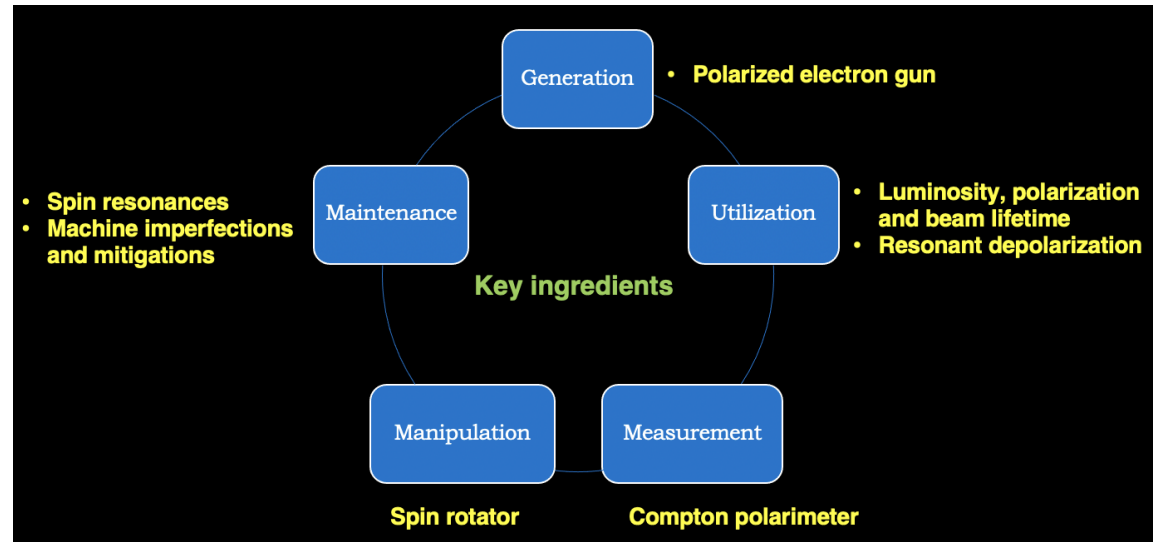 Generation
• Polarized electron gun
Maintenance
• Spin resonances
• Machine imperfections
and mitigations
Utilization
• Luminosity, polarization
and beam lifetime
• Resonant depolarization
Key ingredients
Manipulation
Measurement
Spin rotator
Compton polarimeter